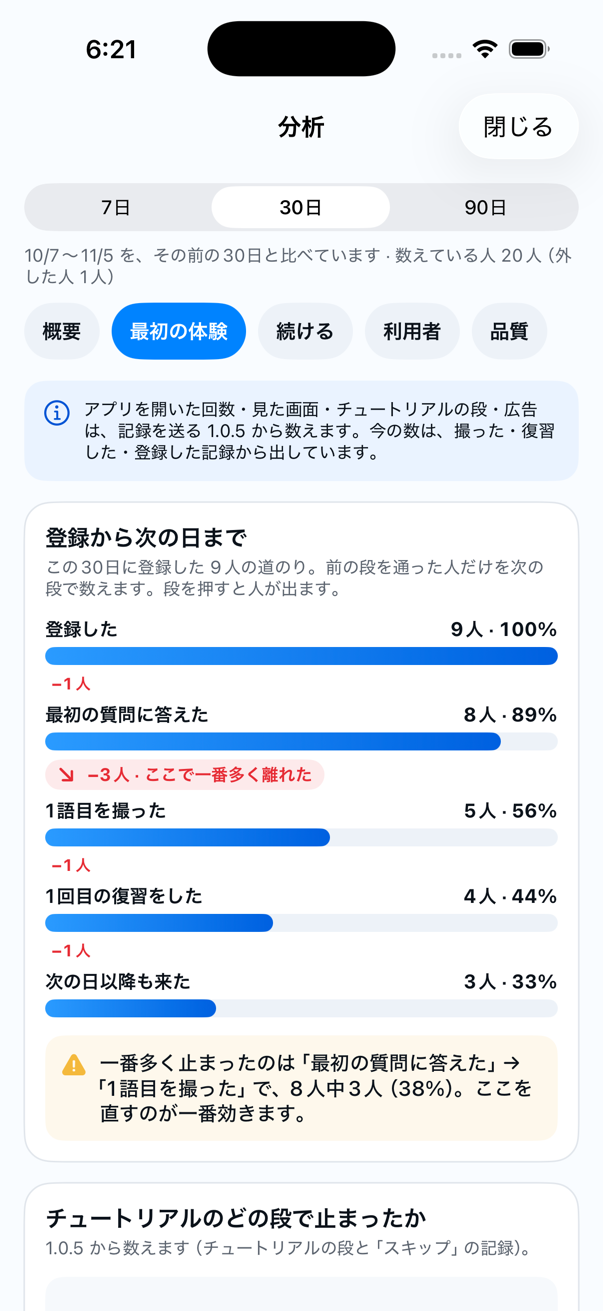 6:21
分析
閉じる
7日
30日
90日
10/7〜11/5 を、その前の30日と比べています · 数えている人 20人（外
した人 1人）
概要
最初の体験
続ける
利用者
品質
アプリを開いた回数・見た画面・チュートリアルの段・広告
は、記録を送る 1.0.5 から数えます。今の数は、撮った・復習
した・登録した記録から出しています。
登録から次の日まで
この30日に登録した 9人の道のり。前の段を通った人だけを次の
段で数えます。段を押すと人が出ます。
登録した
9人 · 100%
−1人
最初の質問に答えた
8人 · 89%
−3人 · ここで一番多く離れた
1語目を撮った
5人 · 56%
−1人
1回目の復習をした
4人 · 44%
−1人
次の日以降も来た
3人 · 33%
一番多く止まったのは「最初の質問に答えた」→
「1語目を撮った」で、8人中3人（38%）。ここを
直すのが一番効きます。
チュートリアルのどの段で止まったか
1.0.5 から数えます（チュートリアルの段と「スキップ」の記録）。